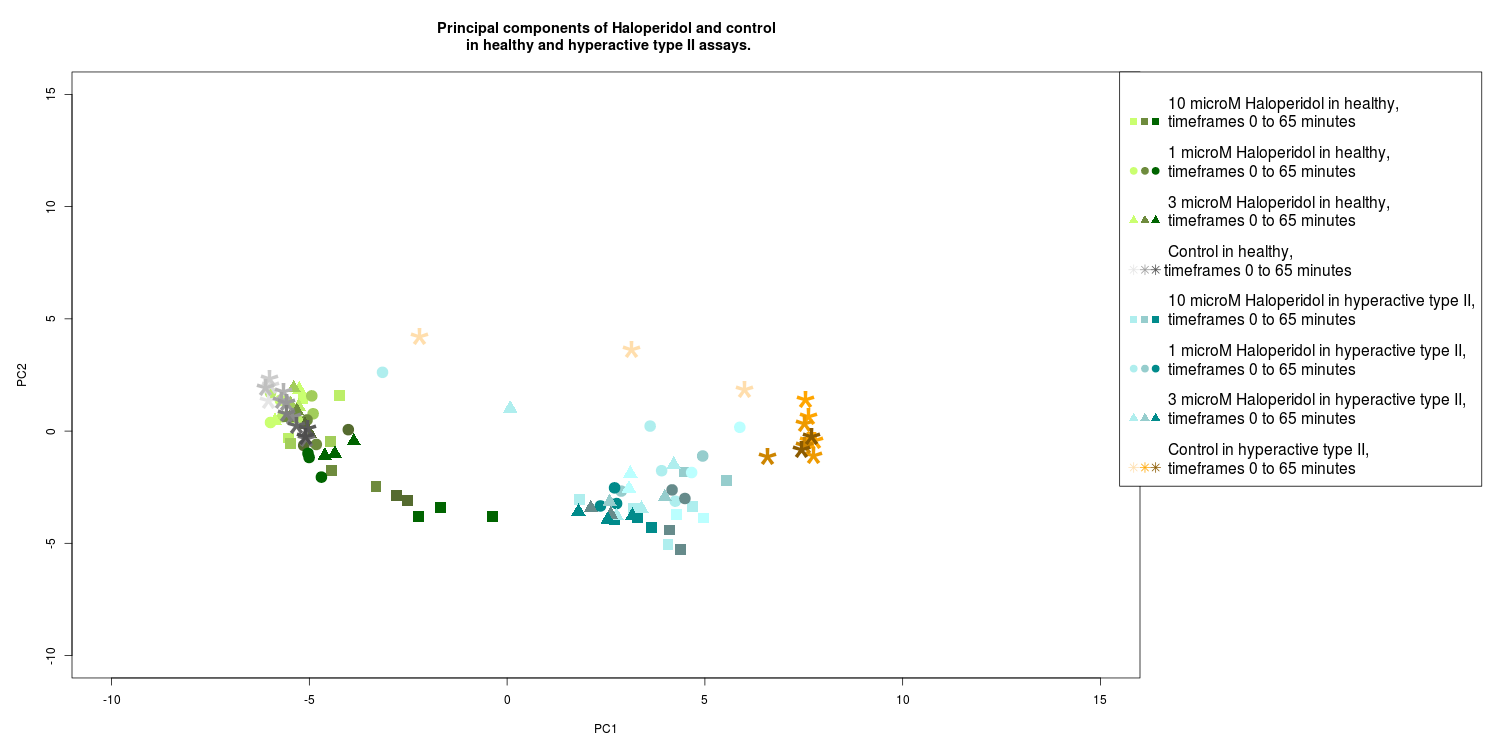 Principal components of Haloperidol and control
in healthy and hyperactive type II assays.
15
10
5
0
-5
-10
PC2
-10
-5
0
5
10
15
PC1
10 microM Haloperidol in healthy,
timeframes 0 to 65 minutes
1 microM Haloperidol in healthy,
timeframes 0 to 65 minutes
3 microM Haloperidol in healthy,
timeframes 0 to 65 minutes
Control in healthy,
timeframes 0 to 65 minutes
10 microM Haloperidol in hyperactive type II,
timeframes 0 to 65 minutes
1 microM Haloperidol in hyperactive type II,
timeframes 0 to 65 minutes
3 microM Haloperidol in hyperactive type II,
timeframes 0 to 65 minutes
Control in hyperactive type II,
timeframes 0 to 65 minutes